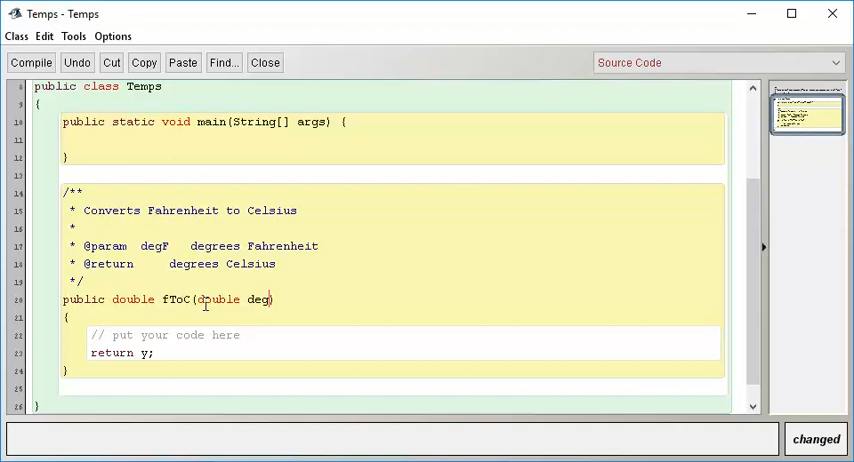 Temps - Temps
Class Edit Tools Options
Compile Undo Cut Copy Paste Find... Close Source Code
8 public class Temps
9 {
10 public static void main(String[] args) {
11
12 }
13
14 /**
15 * Converts Fahrenheit to Celsius
16 *
17 * @param degF degrees Fahrenheit
18 * @return degrees Celsius
19 */
20 public double fToC(double deg)
21 {
22 // put your code here
23 return y;
24 }
25
26 }
changed